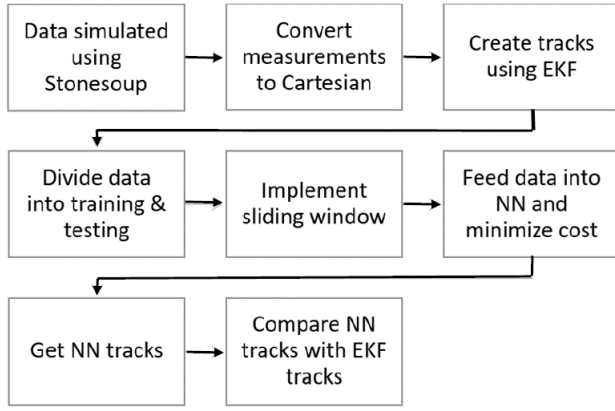 Data simulated
using
Stonesoup
Convert
measurements
to Cartesian
Create tracks
using EKF
Divide data
into training &
testing
Implement
sliding window
Feed data into
NN and
minimize cost
Get NN tracks
Compare NN
tracks with EKF
tracks